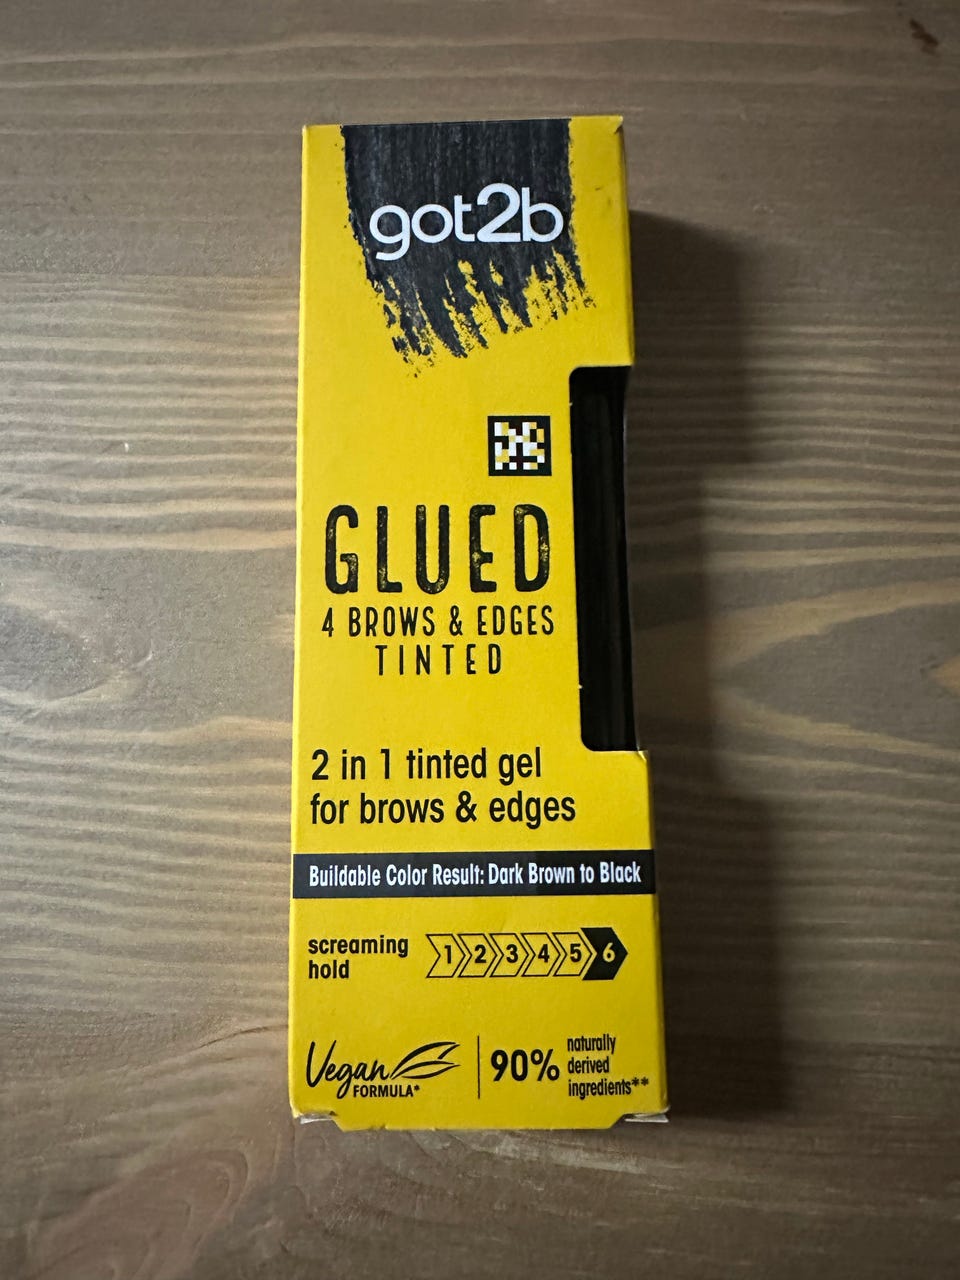 got2b
GLUED
4 BROWS & EDGES
TINTED
2 in 1 tinted gel
for brows & edges
Buildable Color Result: Dark Brown to Black
screaming
hold
1 2 3 4 5 6
Vegan
FORMULA*
90% naturally
derived
ingredients**